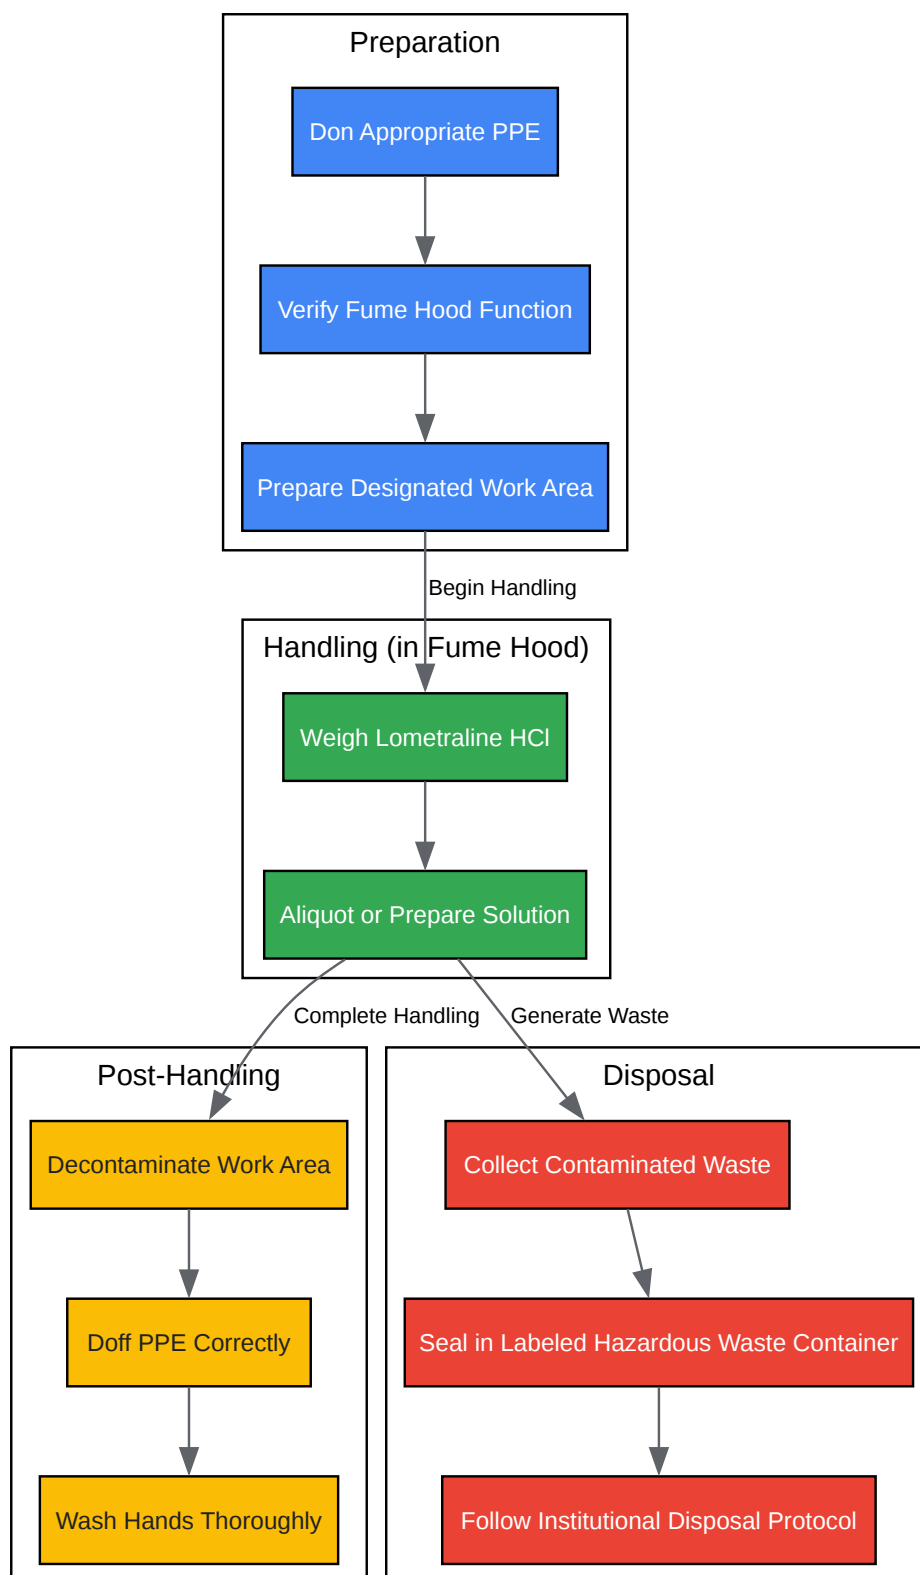 Preparation
Don Appropriate PPE
Verify Fume Hood Function
Prepare Designated Work Area
Begin Handling
Handling (in Fume Hood)
Weigh Lometraline HCl
Aliquot or Prepare Solution
Complete Handling
Generate Waste
Post-Handling
Decontaminate Work Area
Doff PPE Correctly
Wash Hands Thoroughly
Disposal
Collect Contaminated Waste
Seal in Labeled Hazardous Waste Container
Follow Institutional Disposal Protocol